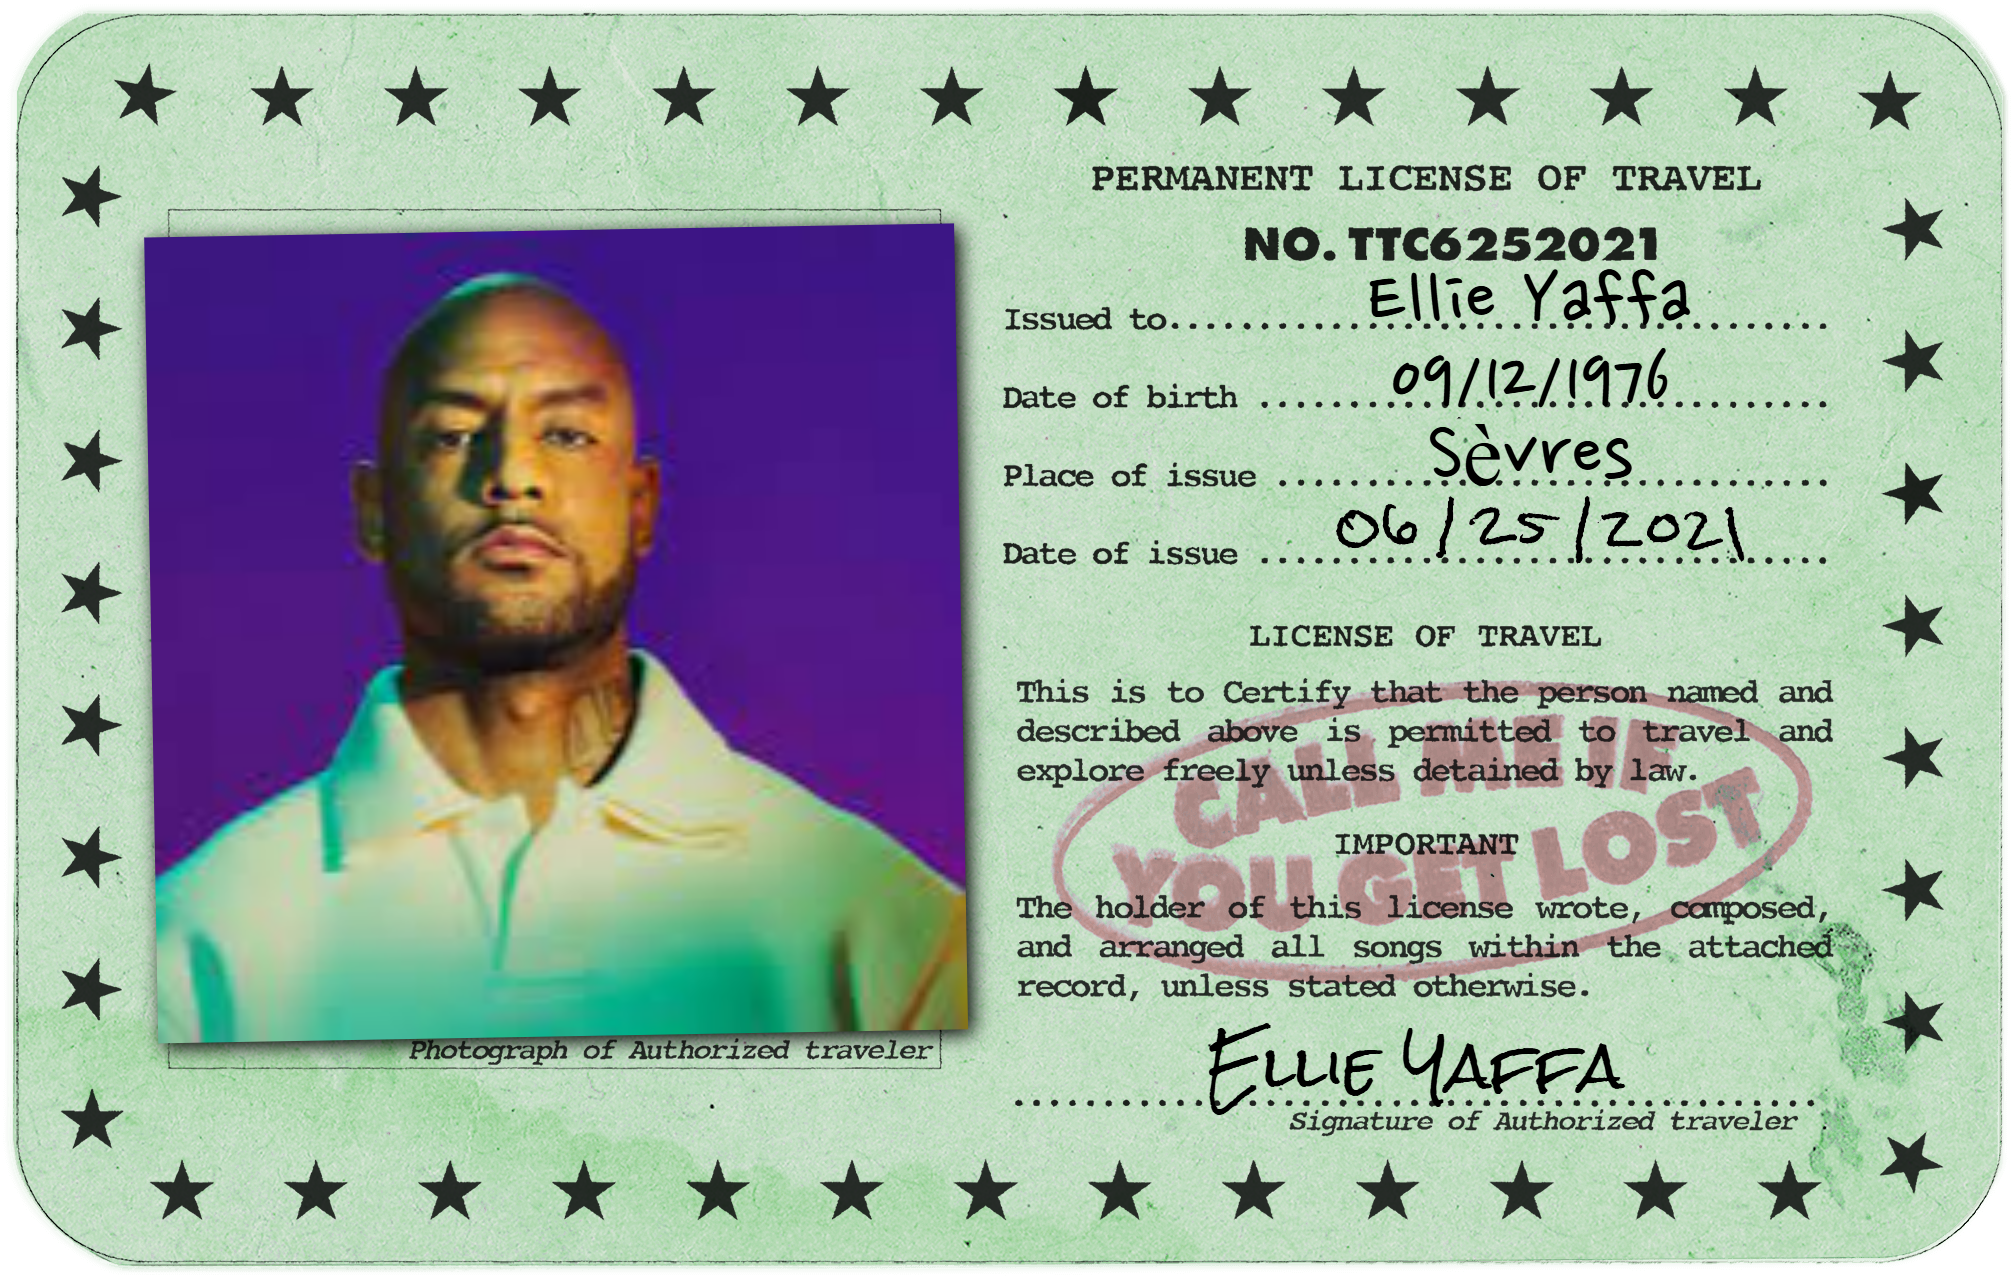 PERMANENT LICENSE OF TRAVEL
NO. TTC6252021
Issued to Ellie Yaffa
Date of birth 09/12/1976
Place of issue Sèvres
Date of issue 06/25/2021
LICENSE OF TRAVEL
This is to Certify that the person named and
described above is permitted to travel and
explore freely unless detained by law.
CALL ME IF
YOU GET LOST
IMPORTANT
The holder of this license wrote, composed,
and arranged all songs within the attached
record, unless stated otherwise.
ELLIE YAFFA
Signature of Authorized traveler
Photograph of Authorized traveler